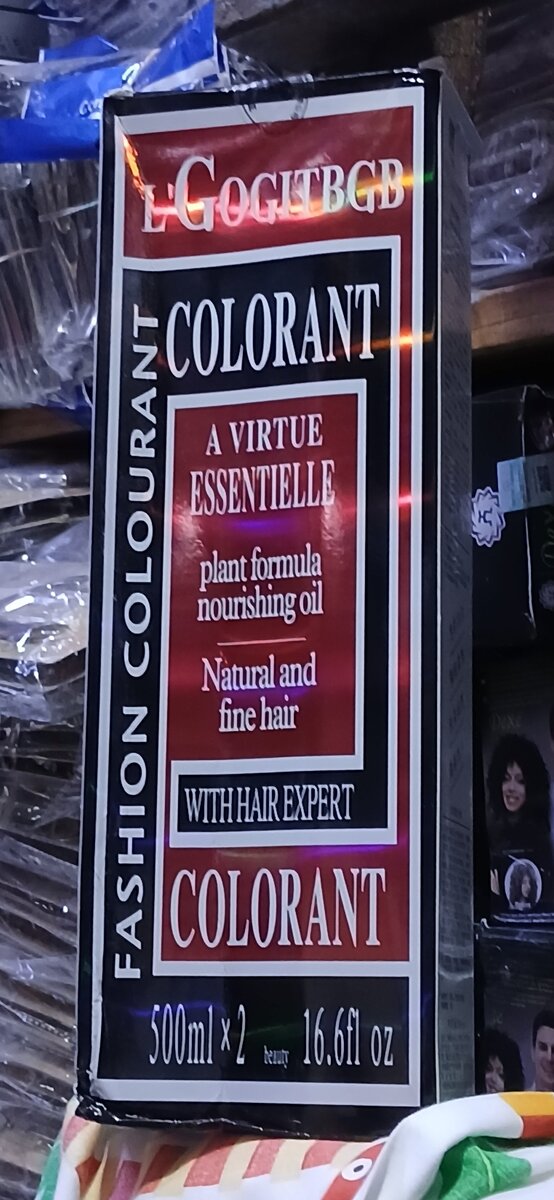 L'GOGITBGB
COLORANT
FASHION COLOURANT
A VIRTUE
ESSENTIELLE
plant formula
nourishing oil
Natural and
fine hair
WITH HAIR EXPERT
COLORANT
500ml × 2 beauty 16.6fl oz